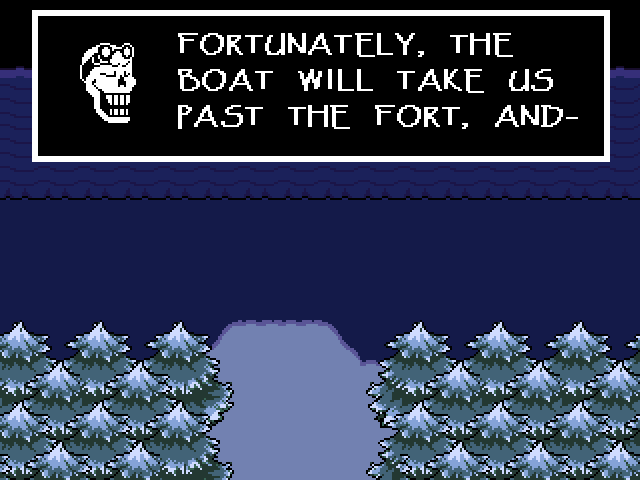 FORTUNATELY, THE
BOAT WILL TAKE US
PAST THE FORT, AND-